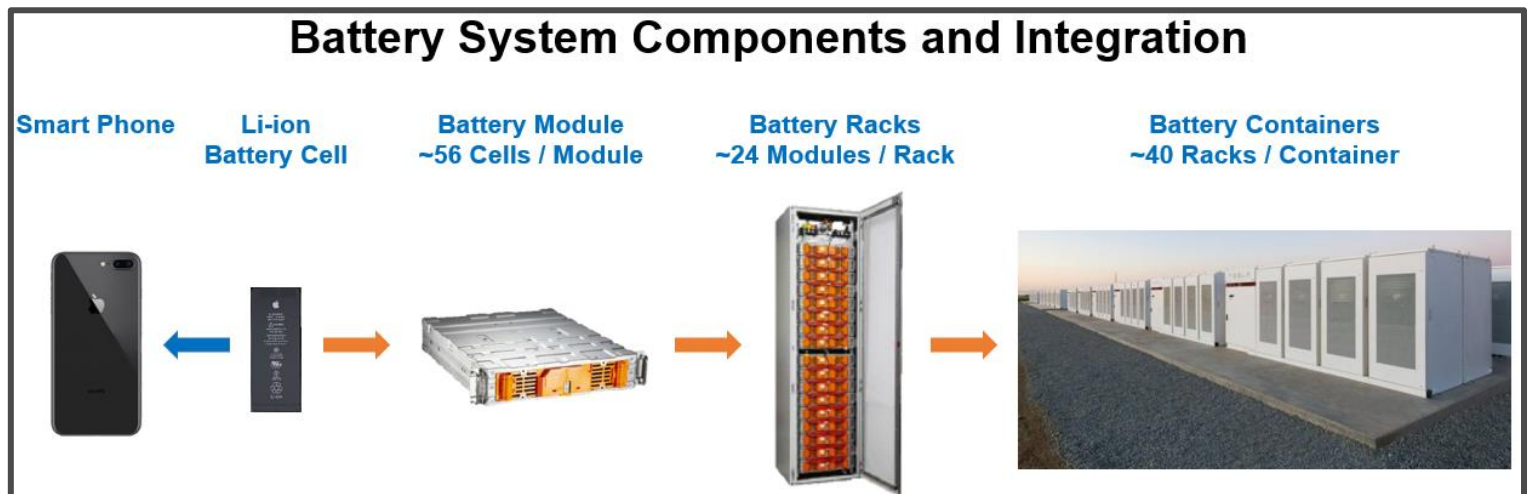 Battery System Components and Integration
Smart Phone
Li-ion
Battery Cell
Battery Module
~56 Cells / Module
Battery Racks
~24 Modules / Rack
Battery Containers
~40 Racks / Container